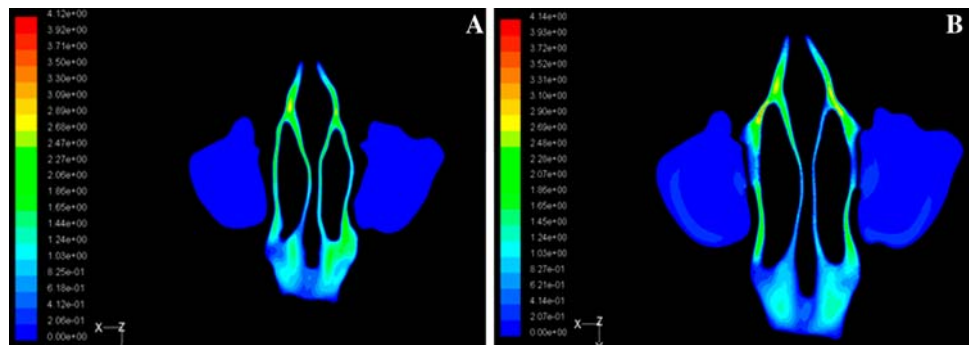 A
4.12e+00
3.92e+00
3.71e+00
3.50e+00
3.30e+00
3.09e+00
2.89e+00
2.68e+00
2.47e+00
2.27e+00
2.06e+00
1.86e+00
1.65e+00
1.44e+00
1.24e+00
1.03e+00
8.25e-01
6.18e-01
4.12e-01
2.06e-01
0.00e+00
X Z
B
4.14e+00
3.93e+00
3.72e+00
3.52e+00
3.31e+00
3.10e+00
2.90e+00
2.69e+00
2.48e+00
2.28e+00
2.07e+00
1.86e+00
1.65e+00
1.45e+00
1.24e+00
1.03e+00
8.27e-01
6.21e-01
4.14e-01
2.07e-01
0.00e+00
X Z